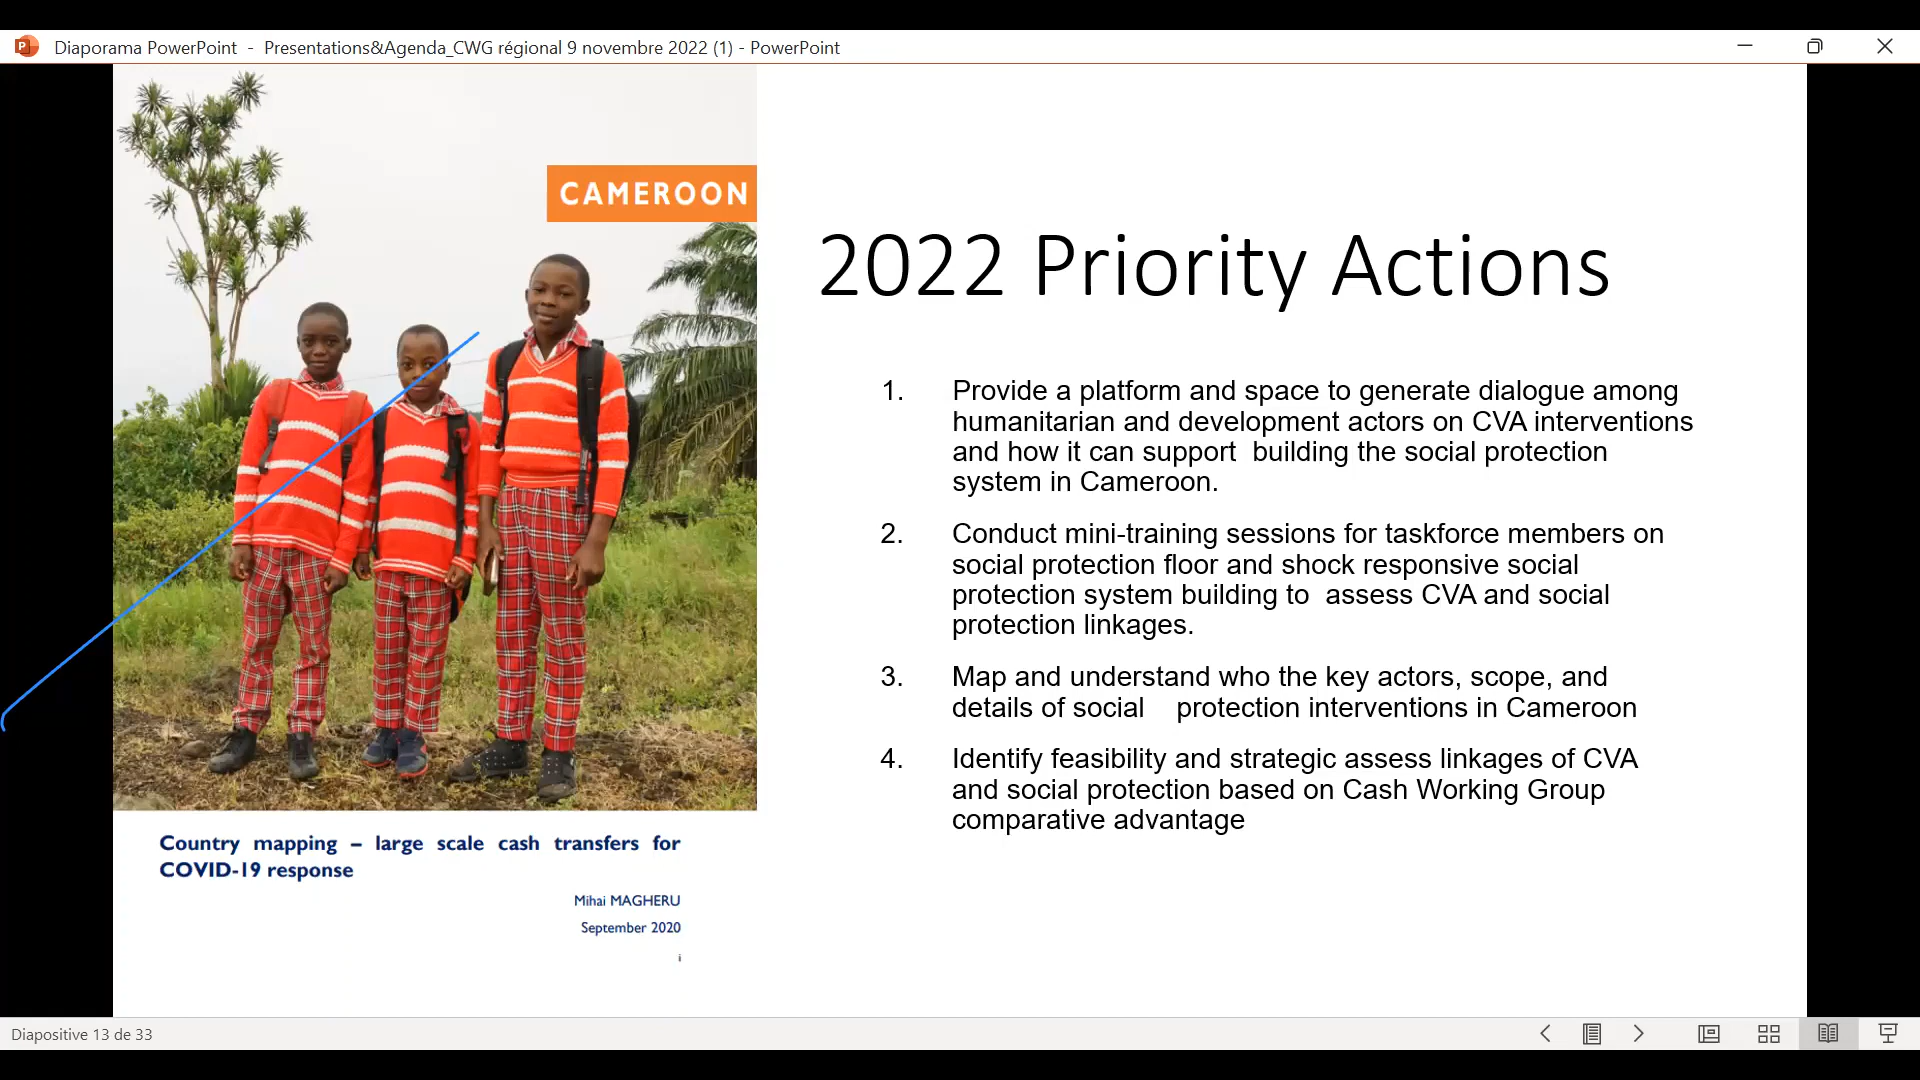 Diaporama PowerPoint - Presentations&Agenda_CWG régional 9 novembre 2022 (1) - PowerPoint
CAMEROON
Country mapping – large scale cash transfers for
COVID-19 response
Mihai MAGHERU
September 2020
i
2022 Priority Actions
1. Provide a platform and space to generate dialogue among
humanitarian and development actors on CVA interventions
and how it can support building the social protection
system in Cameroon.
2. Conduct mini-training sessions for taskforce members on
social protection floor and shock responsive social
protection system building to assess CVA and social
protection linkages.
3. Map and understand who the key actors, scope, and
details of social protection interventions in Cameroon
4. Identify feasibility and strategic assess linkages of CVA
and social protection based on Cash Working Group
comparative advantage
Diapositive 13 de 33